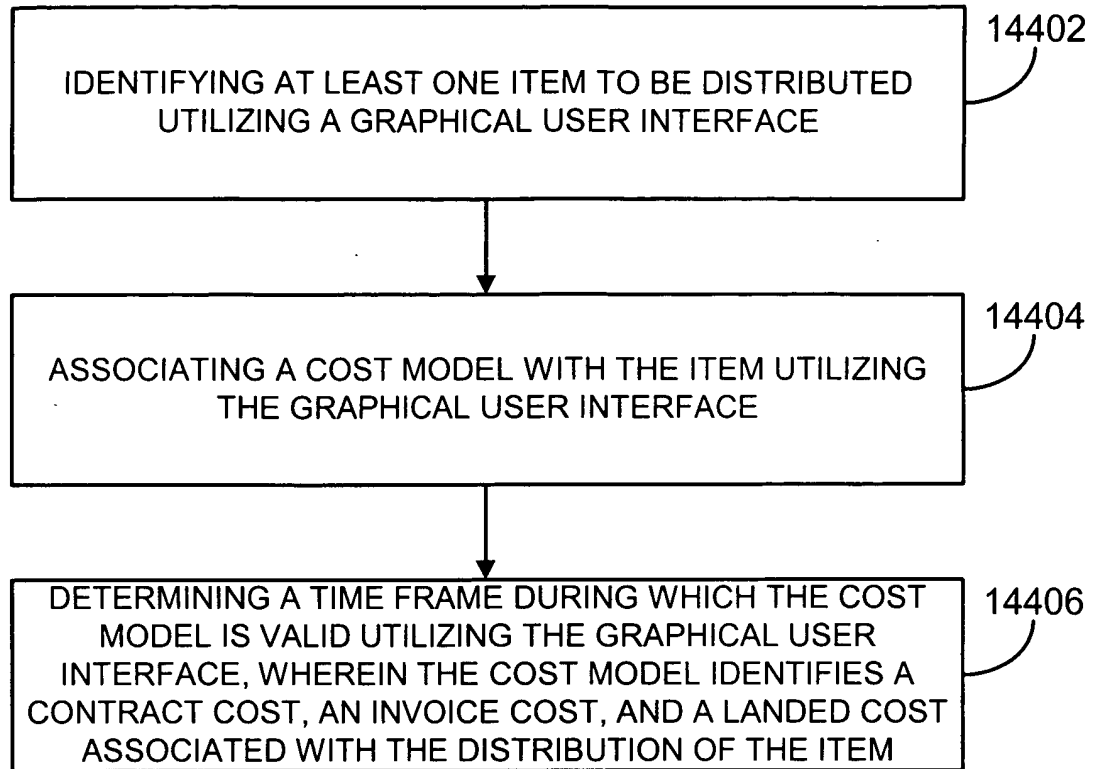 14402
IDENTIFYING AT LEAST ONE ITEM TO BE DISTRIBUTED
UTILIZING A GRAPHICAL USER INTERFACE
14404
ASSOCIATING A COST MODEL WITH THE ITEM UTILIZING
THE GRAPHICAL USER INTERFACE
14406
DETERMINING A TIME FRAME DURING WHICH THE COST
MODEL IS VALID UTILIZING THE GRAPHICAL USER
INTERFACE, WHEREIN THE COST MODEL IDENTIFIES A
CONTRACT COST, AN INVOICE COST, AND A LANDED COST
ASSOCIATED WITH THE DISTRIBUTION OF THE ITEM